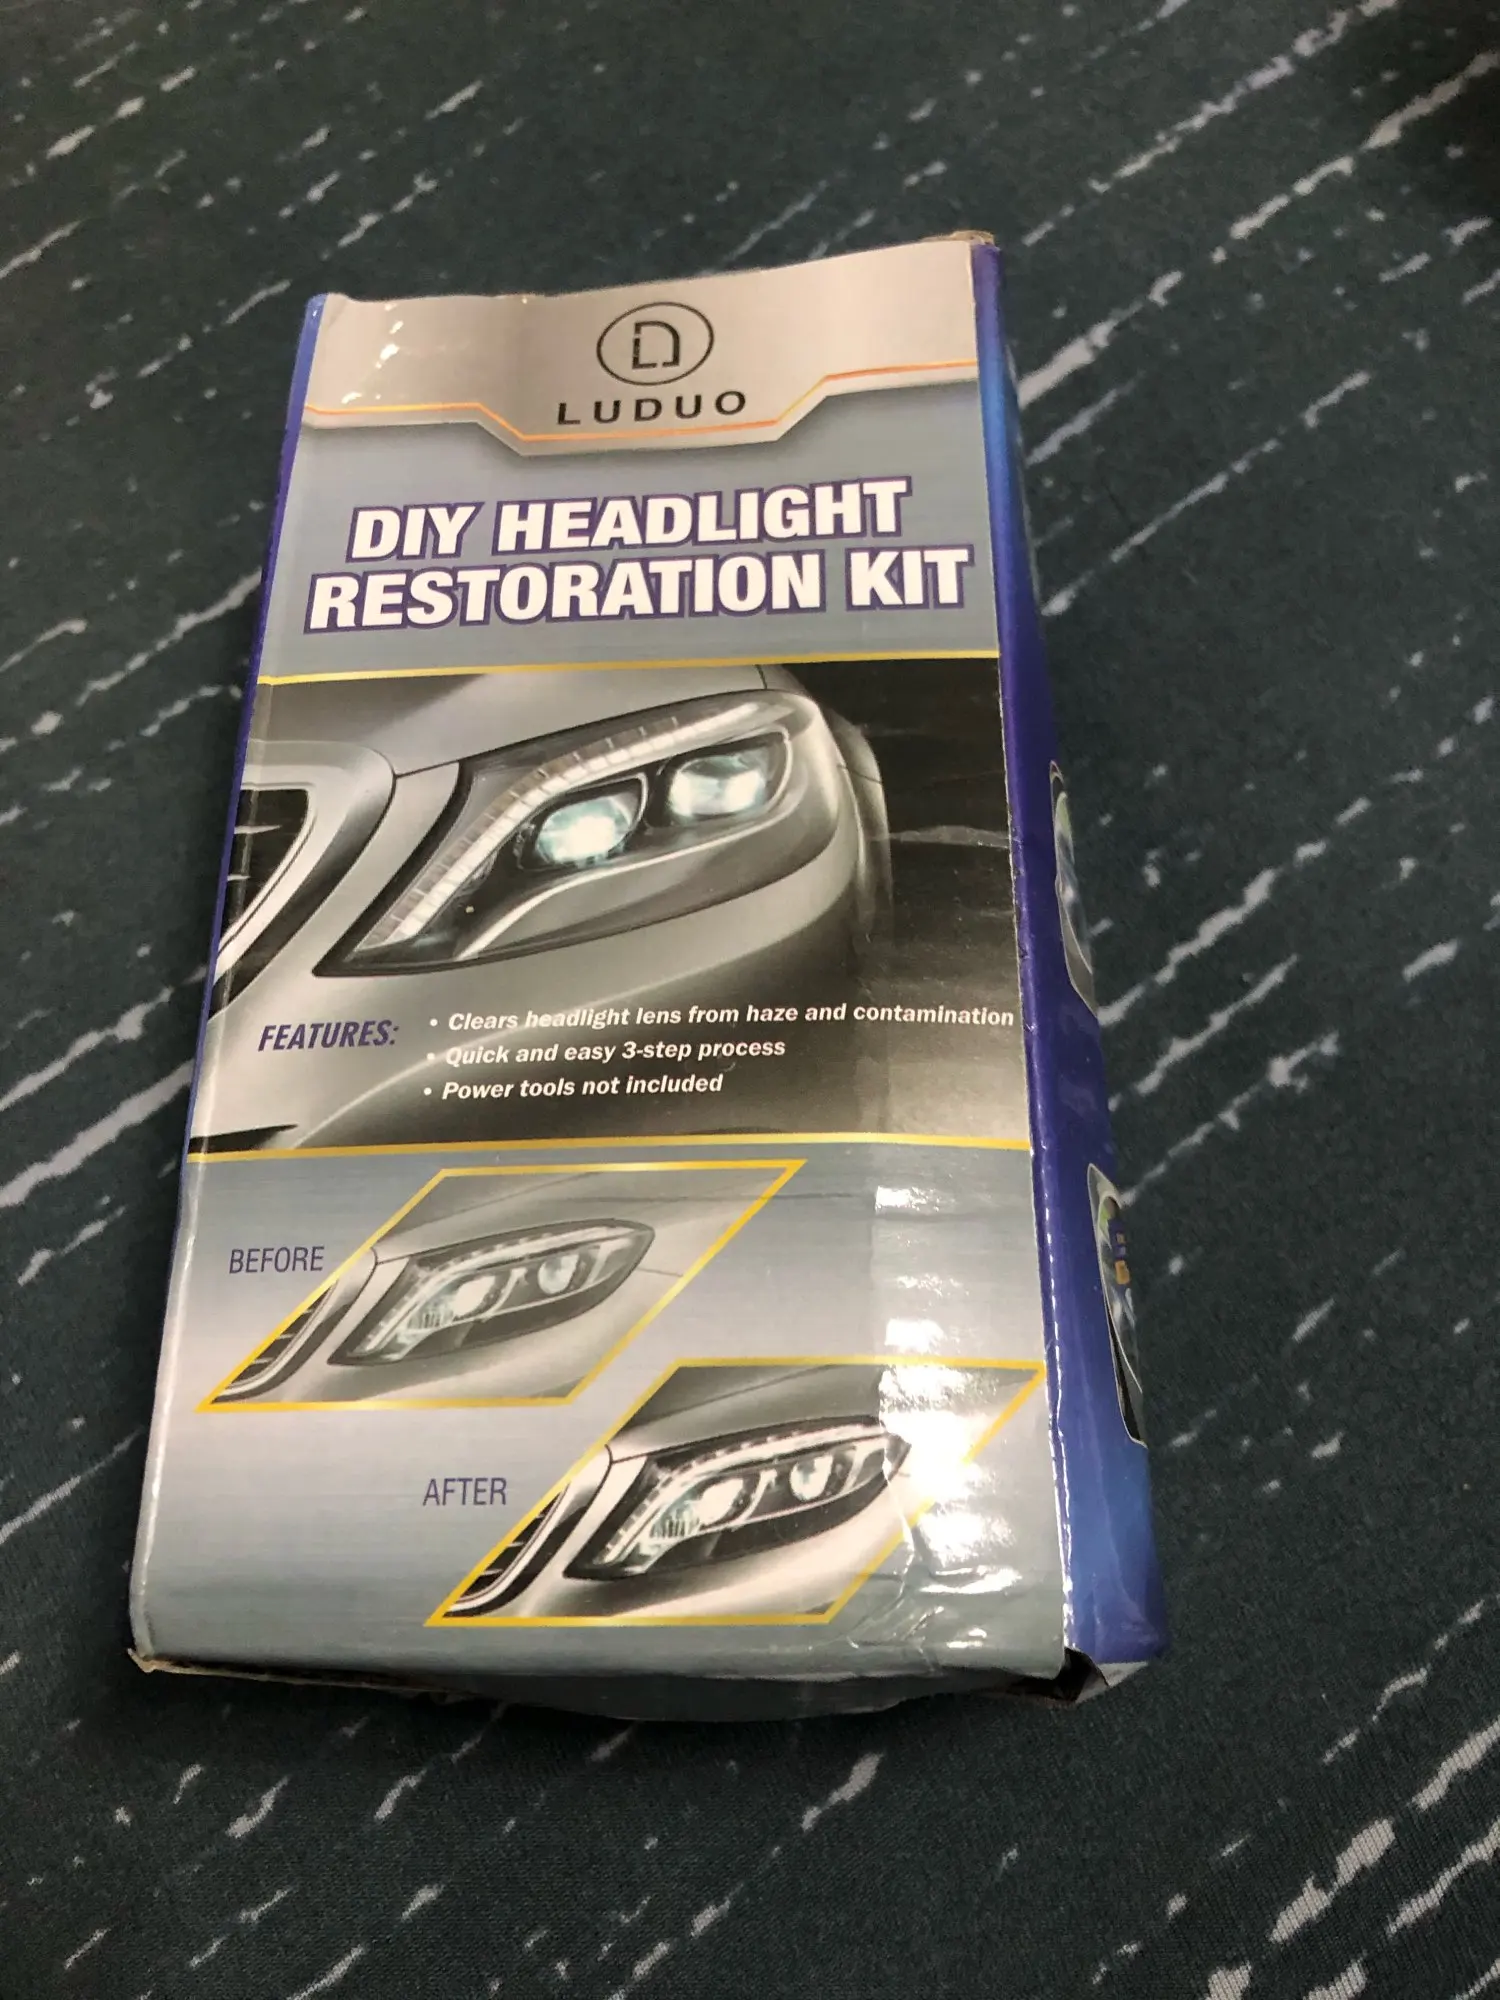 LUDUO
DIY HEADLIGHT
RESTORATION KIT
FEATURES:
• Clears headlight lens from haze and contamination
• Quick and easy 3-step process
• Power tools not included
BEFORE
AFTER